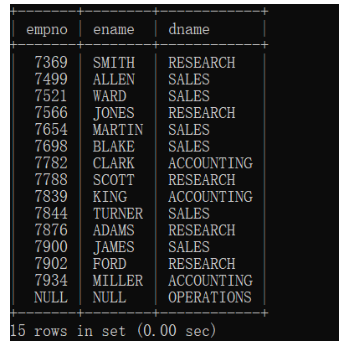 empno | ename | dname
7369 | SMITH | RESEARCH
7499 | ALLEN | SALES
7521 | WARD | SALES
7566 | JONES | RESEARCH
7654 | MARTIN | SALES
7698 | BLAKE | SALES
7782 | CLARK | ACCOUNTING
7788 | SCOTT | RESEARCH
7839 | KING | ACCOUNTING
7844 | TURNER | SALES
7876 | ADAMS | RESEARCH
7900 | JAMES | SALES
7902 | FORD | RESEARCH
7934 | MILLER | ACCOUNTING
NULL | NULL | OPERATIONS
15 rows in set (0.00 sec)